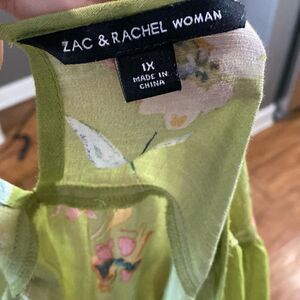 ZAC & RACHEL WOMAN
1X
MADE IN
CHINA